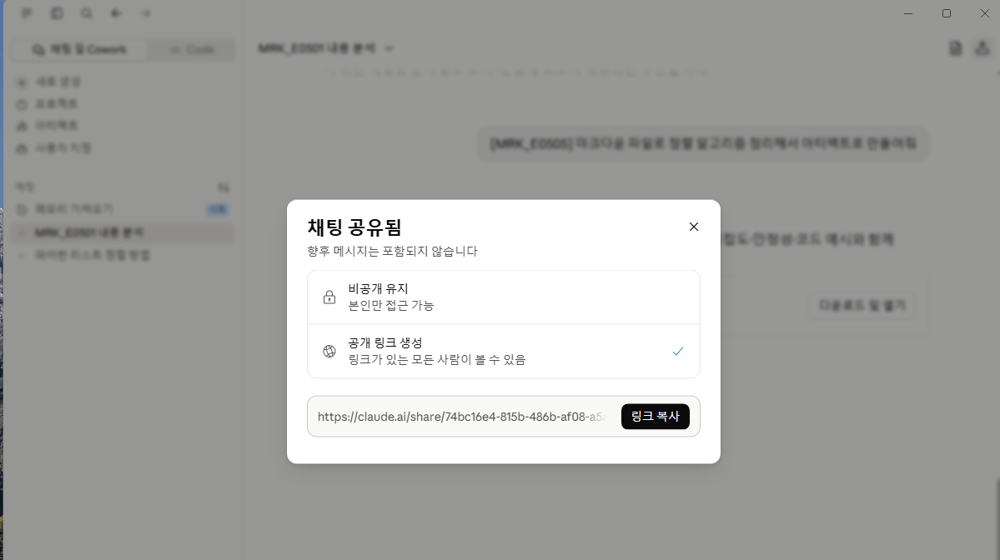 채팅 및 Cowork
Code
MRK_E0501 내용 분석
새로 생성
프로젝트
아티팩트
사용자 지정
[MRK_E0505] 마크다운 파일로 정렬 알고리즘 정리해서 아티팩트로 만들어줘
채팅
메모리 가져오기
MRK_E0501 내용 분석
파이썬 리스트 정렬 방법
안정성·코드 예시와 함께
다운로드 및 열기
채팅 공유됨
향후 메시지는 포함되지 않습니다
비공개 유지
본인만 접근 가능
공개 링크 생성
링크가 있는 모든 사람이 볼 수 있음
https://claude.ai/share/74bc16e4-815b-486b-af08-a5
링크 복사